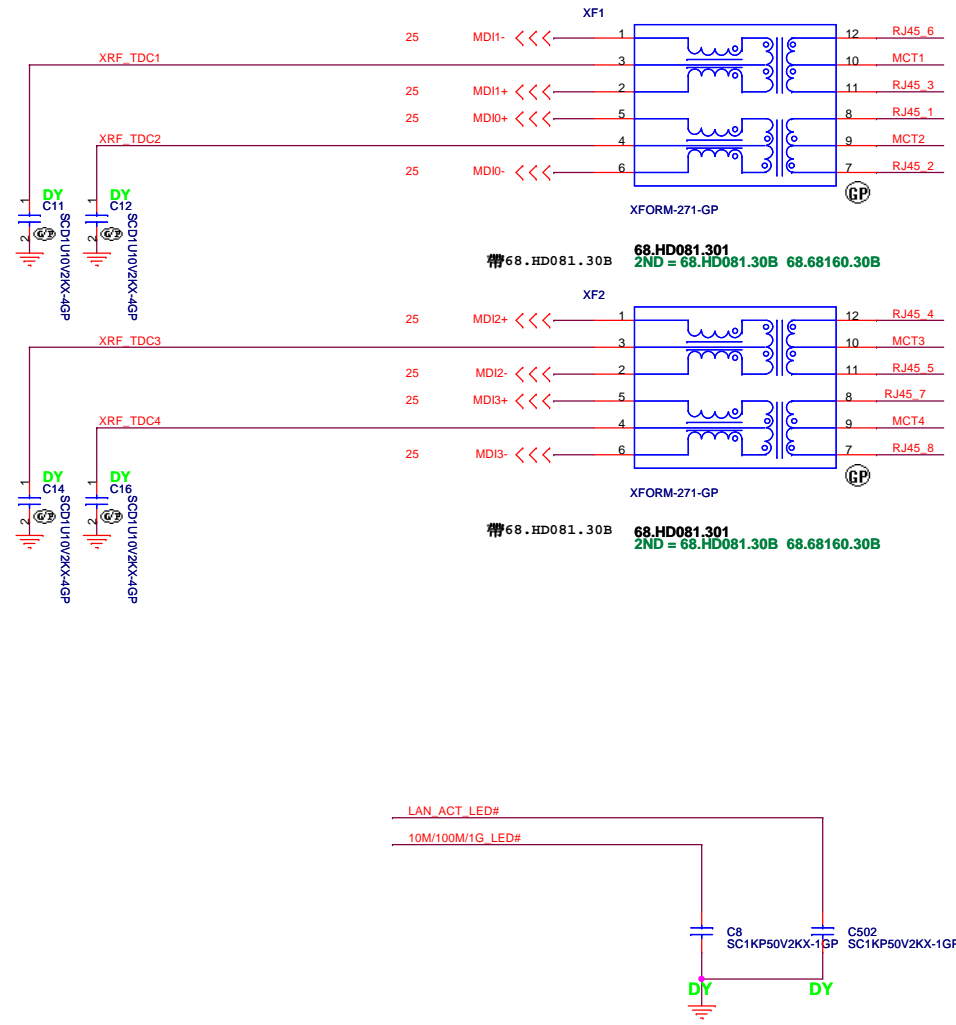 XF1
25 MDI1- 1 12 RJ45_6
XRF_TDC1 3 10 MCT1
25 MDI1+ 2 11 RJ45_3
25 MDI0+ 5 8 RJ45_1
XRF_TDC2 4 9 MCT2
25 MDI0- 6 7 RJ45_2
GP
XFORM-271-GP
1 DY C11 2 G/P SCD1U10V2KX-4GP
1 DY C12 2 G/P SCD1U10V2KX-4GP
帶68.HD081.30B
68.HD081.301
2ND = 68.HD081.30B 68.68160.30B
XF2
25 MDI2+ 1 12 RJ45_4
XRF_TDC3 3 10 MCT3
25 MDI2- 2 11 RJ45_5
25 MDI3+ 5 8 RJ45_7
XRF_TDC4 4 9 MCT4
25 MDI3- 6 7 RJ45_8
GP
XFORM-271-GP
1 DY C14 2 G/P SCD1U10V2KX-4GP
1 DY C16 2 G/P SCD1U10V2KX-4GP
帶68.HD081.30B
68.HD081.301
2ND = 68.HD081.30B 68.68160.30B
LAN_ACT_LED#
10M/100M/1G_LED#
C8
SC1KP50V2KX-1GP
C502
SC1KP50V2KX-1GP
DY
DY